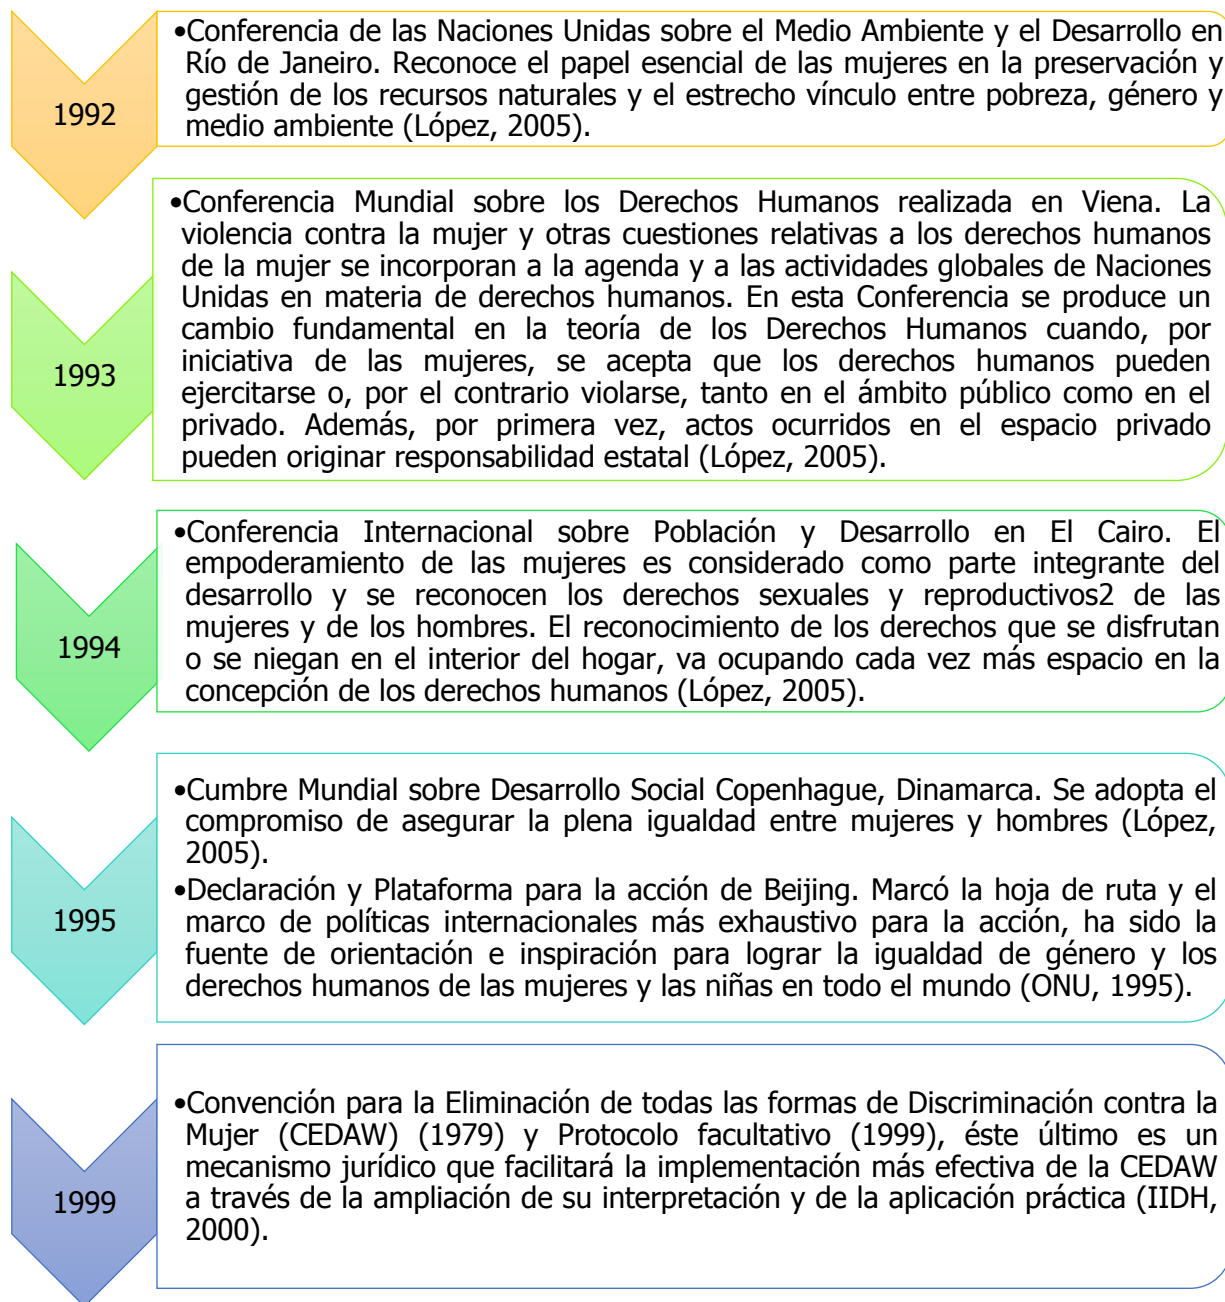 1992
•Conferencia de las Naciones Unidas sobre el Medio Ambiente y el Desarrollo en
Río de Janeiro. Reconoce el papel esencial de las mujeres en la preservación y
gestión de los recursos naturales y el estrecho vínculo entre pobreza, género y
medio ambiente (López, 2005).
1993
•Conferencia Mundial sobre los Derechos Humanos realizada en Viena. La
violencia contra la mujer y otras cuestiones relativas a los derechos humanos
de la mujer se incorporan a la agenda y a las actividades globales de Naciones
Unidas en materia de derechos humanos. En esta Conferencia se produce un
cambio fundamental en la teoría de los Derechos Humanos cuando, por
iniciativa de las mujeres, se acepta que los derechos humanos pueden
ejercitarse o, por el contrario violarse, tanto en el ámbito público como en el
privado. Además, por primera vez, actos ocurridos en el espacio privado
pueden originar responsabilidad estatal (López, 2005).
1994
•Conferencia Internacional sobre Población y Desarrollo en El Cairo. El
empoderamiento de las mujeres es considerado como parte integrante del
desarrollo y se reconocen los derechos sexuales y reproductivos2 de las
mujeres y de los hombres. El reconocimiento de los derechos que se disfrutan
o se niegan en el interior del hogar, va ocupando cada vez más espacio en la
concepción de los derechos humanos (López, 2005).
1995
•Cumbre Mundial sobre Desarrollo Social Copenhague, Dinamarca. Se adopta el
compromiso de asegurar la plena igualdad entre mujeres y hombres (López,
2005).
•Declaración y Plataforma para la acción de Beijing. Marcó la hoja de ruta y el
marco de políticas internacionales más exhaustivo para la acción, ha sido la
fuente de orientación e inspiración para lograr la igualdad de género y los
derechos humanos de las mujeres y las niñas en todo el mundo (ONU, 1995).
1999
•Convención para la Eliminación de todas las formas de Discriminación contra la
Mujer (CEDAW) (1979) y Protocolo facultativo (1999), éste último es un
mecanismo jurídico que facilitará la implementación más efectiva de la CEDAW
a través de la ampliación de su interpretación y de la aplicación práctica (IIDH,
2000).